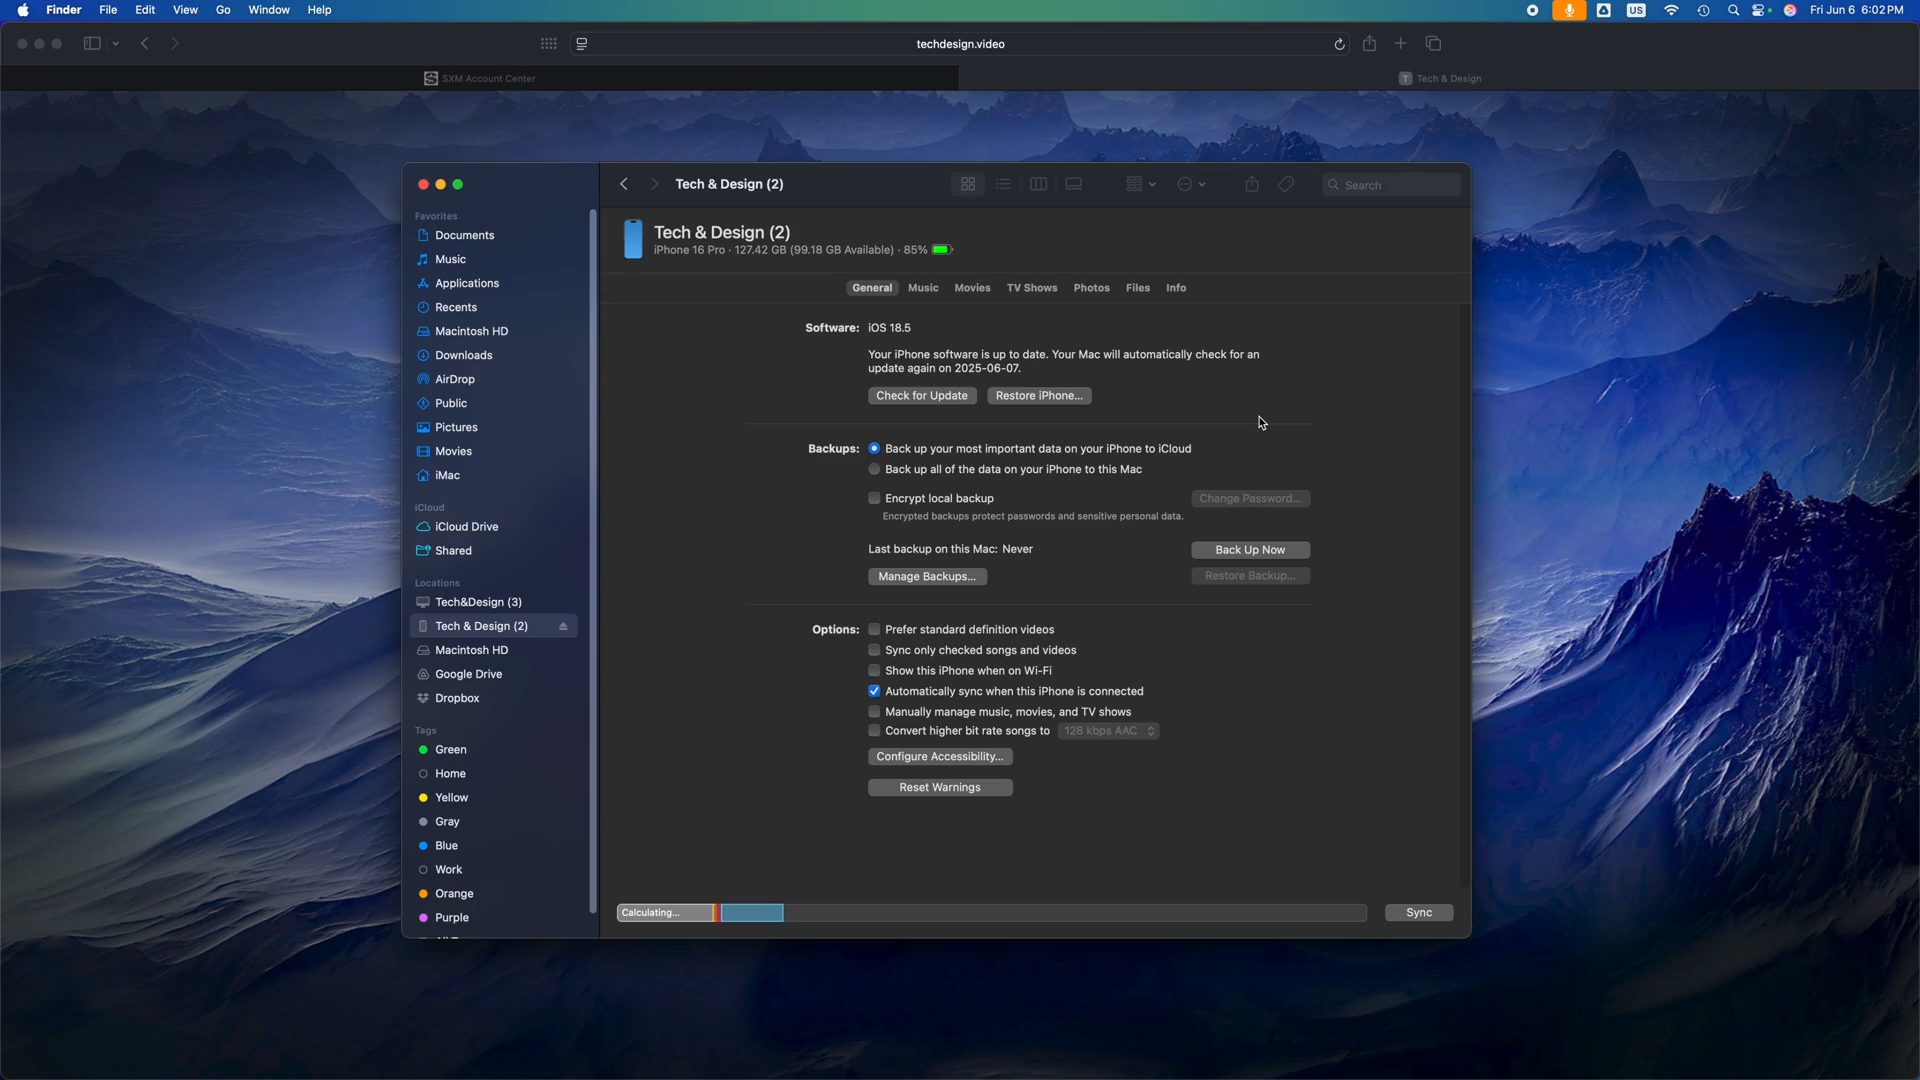 Finder File Edit View Go Window Help
US
Fri Jun 6 6:02 PM
techdesign.video
SXM Account Center
T Tech & Design
Tech & Design (2)
Search
Favorites
Documents
Music
Applications
Recents
Macintosh HD
Downloads
AirDrop
Public
Pictures
Movies
iMac
iCloud
iCloud Drive
Shared
Locations
Tech&Design (3)
Tech & Design (2)
Macintosh HD
Google Drive
Dropbox
Tags
Green
Home
Yellow
Gray
Blue
Work
Orange
Purple
Tech & Design (2)
iPhone 16 Pro · 127.42 GB (99.18 GB Available) · 85%
General Music Movies TV Shows Photos Files Info
Software: iOS 18.5
Your iPhone software is up to date. Your Mac will automatically check for an
update again on 2025-06-07.
Check for Update Restore iPhone...
Backups: Back up your most important data on your iPhone to iCloud
Back up all of the data on your iPhone to this Mac
Encrypt local backup Change Password...
Encrypted backups protect passwords and sensitive personal data.
Last backup on this Mac: Never Back Up Now
Manage Backups... Restore Backup...
Options: Prefer standard definition videos
Sync only checked songs and videos
Show this iPhone when on Wi-Fi
Automatically sync when this iPhone is connected
Manually manage music, movies, and TV shows
Convert higher bit rate songs to 128 kbps AAC
Configure Accessibility...
Reset Warnings
Calculating... Sync